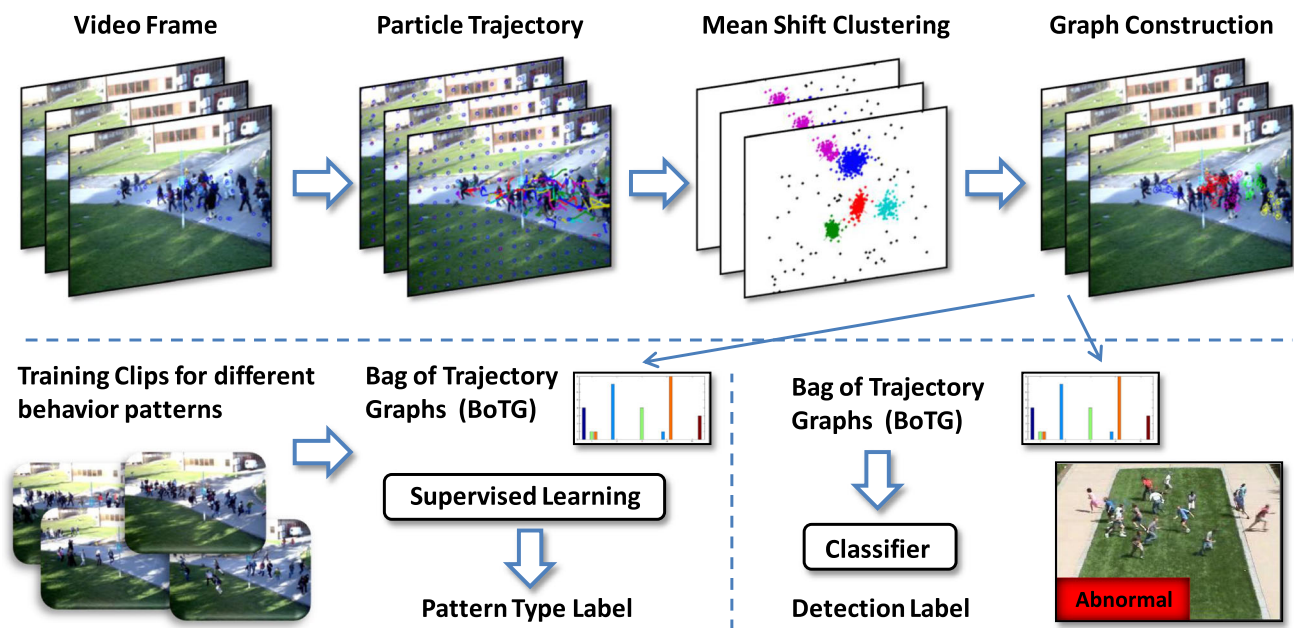 Video Frame
Particle Trajectory
Mean Shift Clustering
Graph Construction
Training Clips for different
behavior patterns
Bag of Trajectory
Graphs (BoTG)
Supervised Learning
Pattern Type Label
Bag of Trajectory
Graphs (BoTG)
Classifier
Detection Label
Abnormal